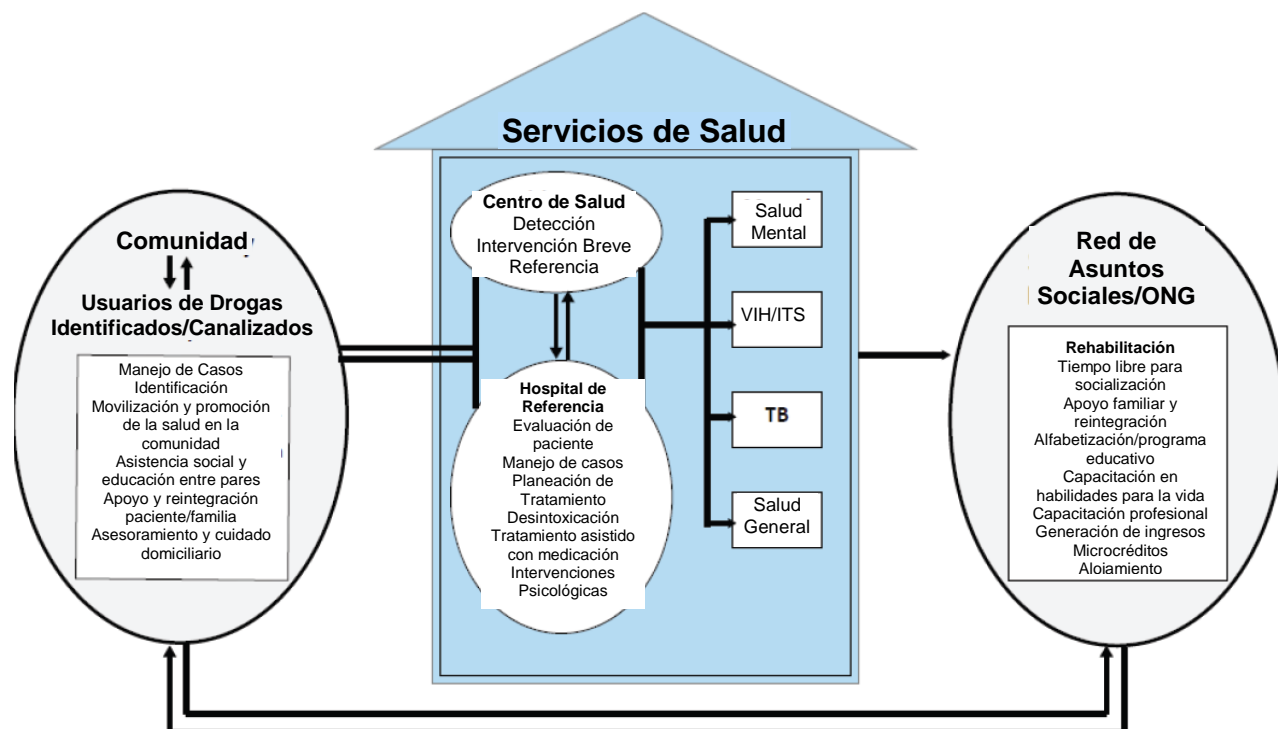 Servicios de Salud
Comunidad
Usuarios de Drogas
Identificados/Canalizados
Manejo de Casos
Identificación
Movilización y promoción
de la salud en la
comunidad
Asistencia social y
educación entre pares
Apoyo y reintegración
paciente/familia
Asesoramiento y cuidado
domiciliario
Centro de Salud
Detección
Intervención Breve
Referencia
Hospital de
Referencia
Evaluación de
paciente
Manejo de casos
Planeación de
Tratamiento
Desintoxicación
Tratamiento asistido
con medicación
Intervenciones
Psicológicas
Salud
Mental
VIH/ITS
TB
Salud
General
Red de
Asuntos
Sociales/ONG
Rehabilitación
Tiempo libre para
socialización
Apoyo familiar y
reintegración
Alfabetización/programa
educativo
Capacitación en
habilidades para la vida
Capacitación profesional
Generación de ingresos
Microcréditos
Alojamiento